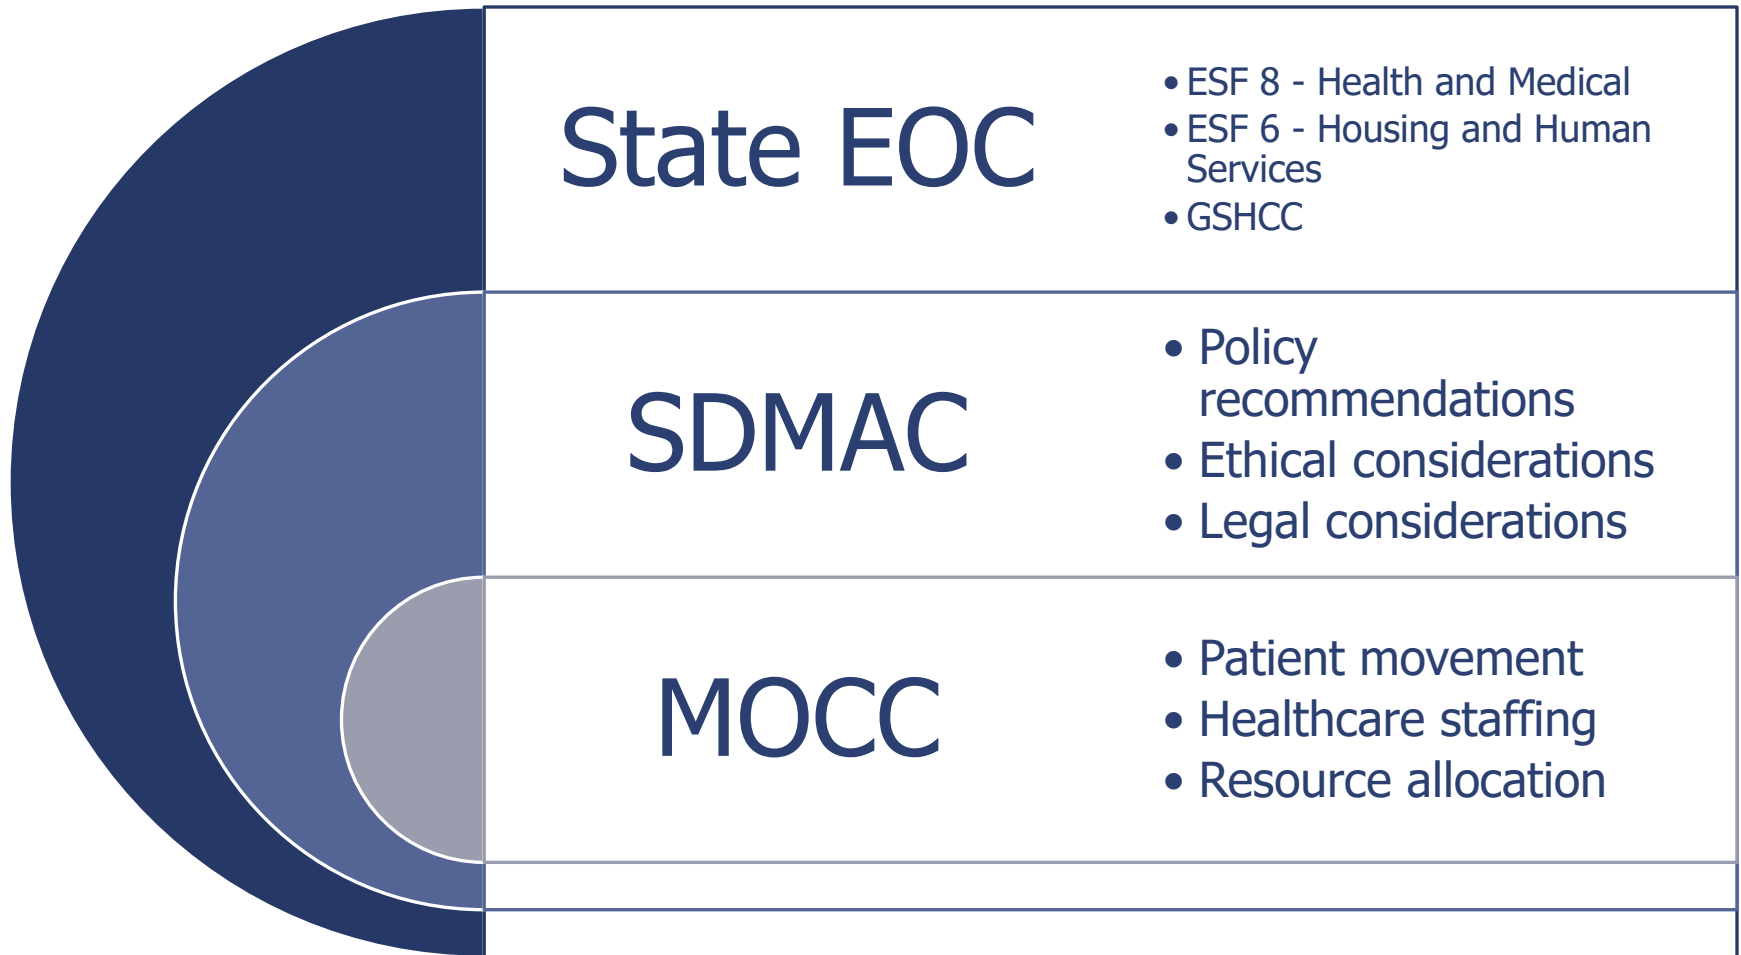 State EOC
• ESF 8 - Health and Medical
• ESF 6 - Housing and Human
Services
• GSHCC
SDMAC
• Policy
recommendations
• Ethical considerations
• Legal considerations
MOCC
• Patient movement
• Healthcare staffing
• Resource allocation